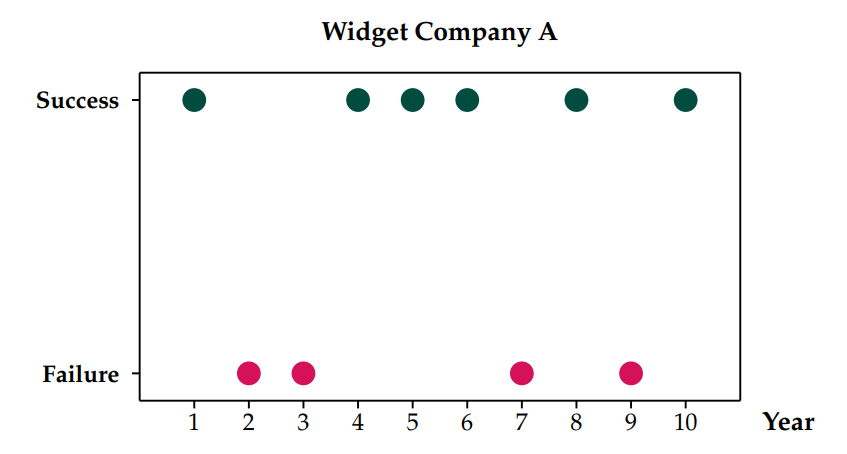 Widget Company A
Success
Failure
1 2 3 4 5 6 7 8 9 10 Year